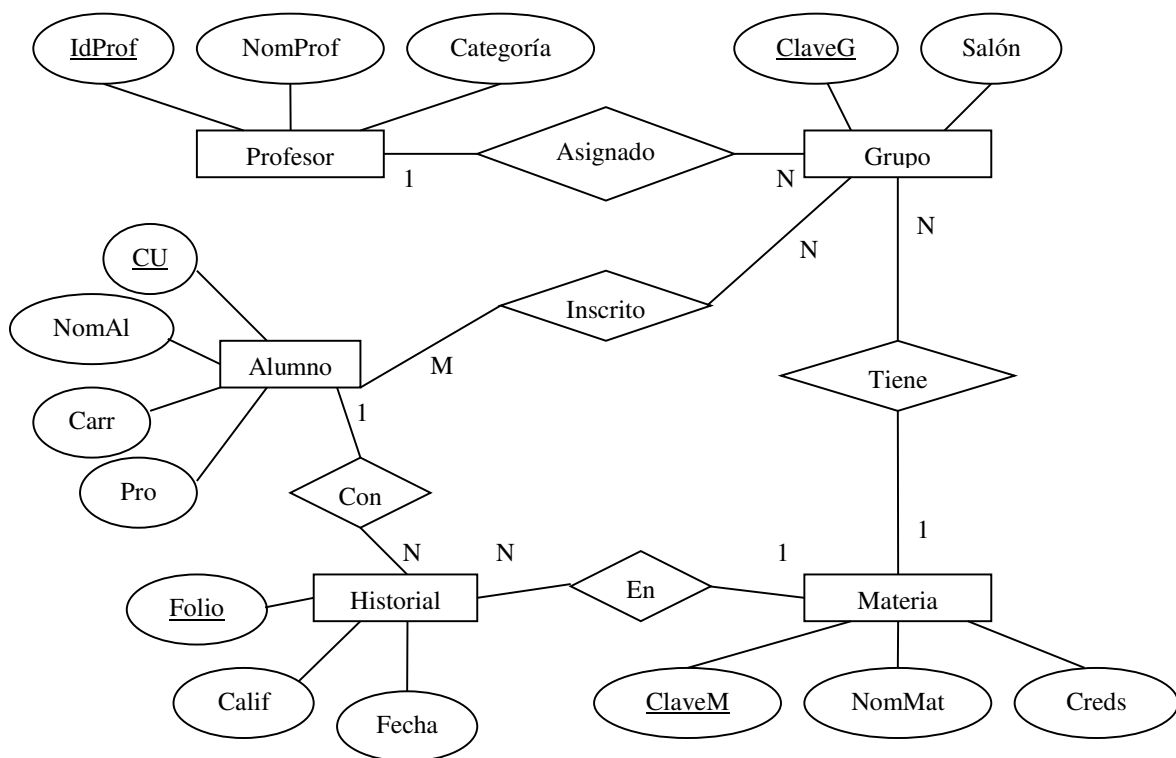 IdProf
NomProf
Categoría
ClaveG
Salón
Profesor
Asignado
Grupo
1
N
N
CU
N
Inscrito
NomAl
Alumno
M
Tiene
Carr
1
Pro
Con
N
N
1
1
Folio
Historial
En
Materia
Calif
Fecha
ClaveM
NomMat
Creds